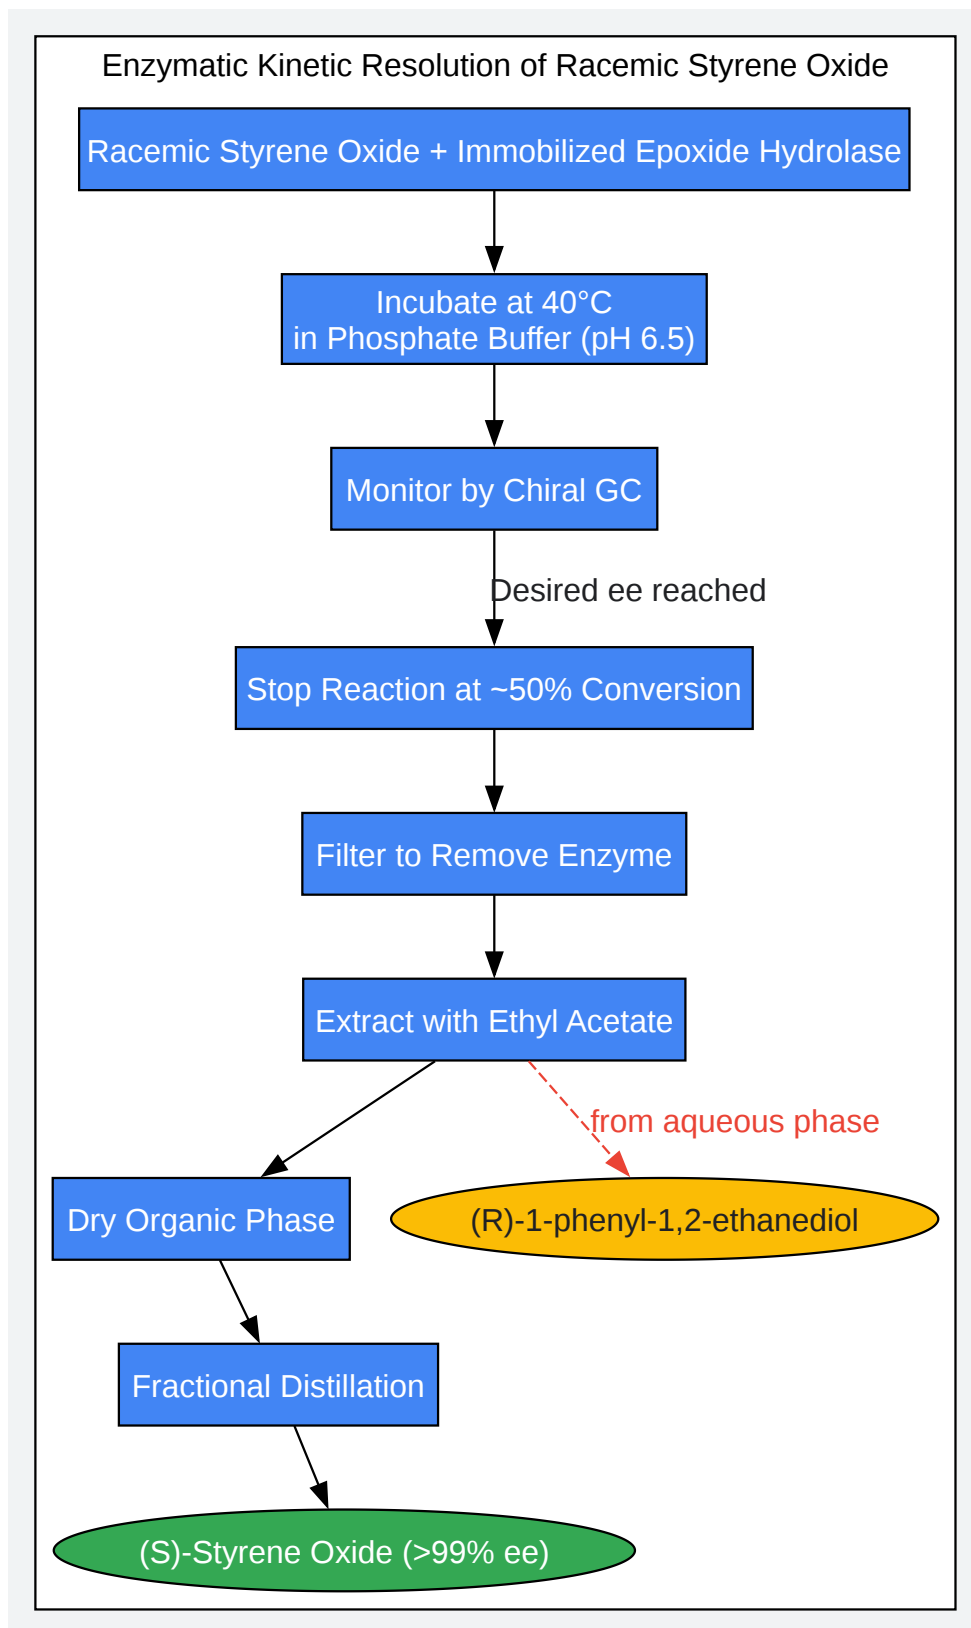 Enzymatic Kinetic Resolution of Racemic Styrene Oxide
Racemic Styrene Oxide + Immobilized Epoxide Hydrolase
Incubate at 40°C
in Phosphate Buffer (pH 6.5)
Monitor by Chiral GC
Desired ee reached
Stop Reaction at ~50% Conversion
Filter to Remove Enzyme
Extract with Ethyl Acetate
from aqueous phase
Dry Organic Phase
(R)-1-phenyl-1,2-ethanediol
Fractional Distillation
(S)-Styrene Oxide (>99% ee)